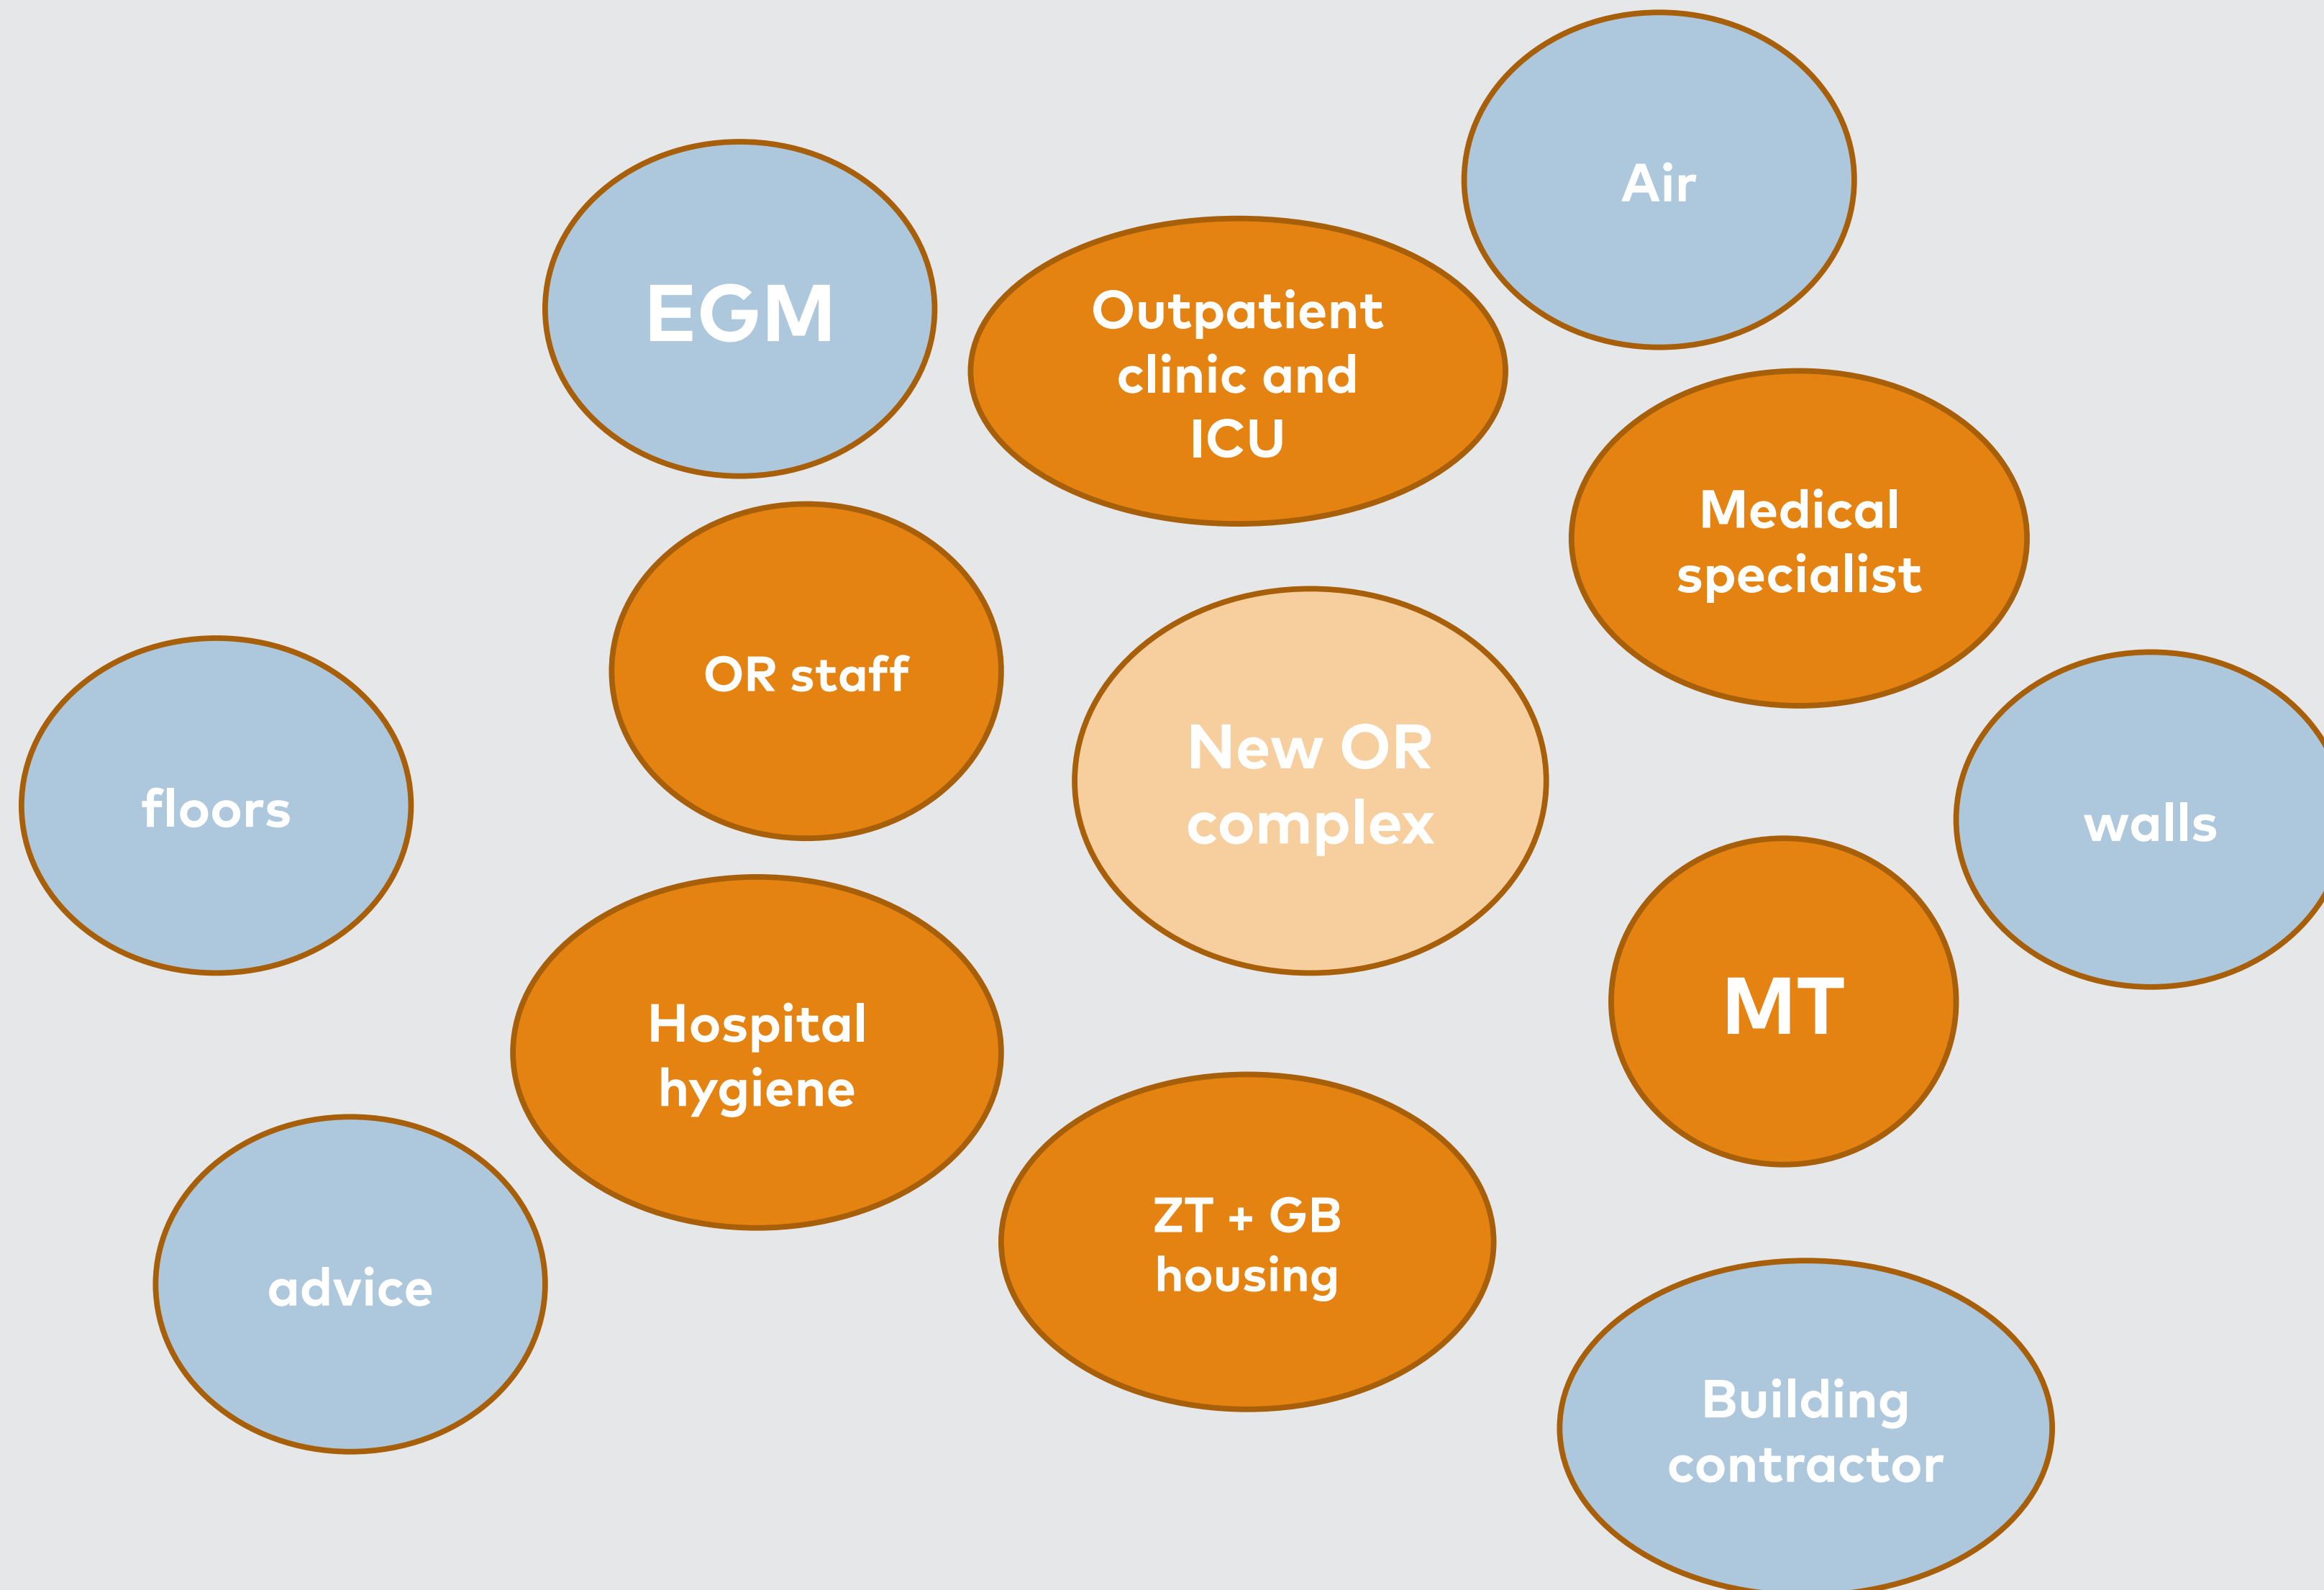 Air
EGM
Outpatient
clinic and
ICU
Medical
specialist
OR staff
New OR
complex
floors
walls
MT
Hospital
hygiene
ZT + GB
housing
advice
Building
contractor